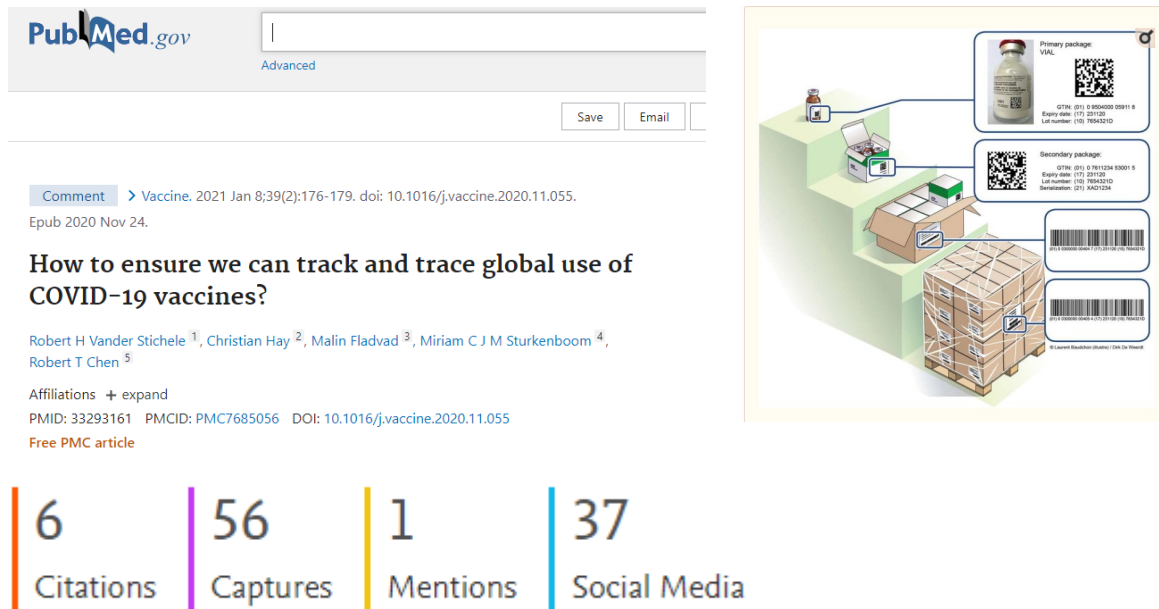 PubMed.gov
Advanced
Save
Email
Comment
> Vaccine. 2021 Jan 8;39(2):176-179. doi: 10.1016/j.vaccine.2020.11.055.
Epub 2020 Nov 24.
How to ensure we can track and trace global use of
COVID-19 vaccines?
Robert H Vander Stichele 1, Christian Hay 2, Malin Fladvad 3, Miriam C J M Sturkenboom 4,
Robert T Chen 5
Affiliations + expand
PMID: 33293161 PMCID: PMC7685056 DOI: 10.1016/j.vaccine.2020.11.055
Free PMC article
6
Citations
56
Captures
1
Mentions
37
Social Media
Primary package:
VIAL
GTIN: (01) 0 9504000 05911 8
Expiry date: (17) 231120
Lot number: (10) 7654321D
Secondary package:
GTIN: (01) 0 7611234 53001 5
Expiry date: (17) 231120
Lot number: (10) 7654321D
Serialization: (21) XAD1234